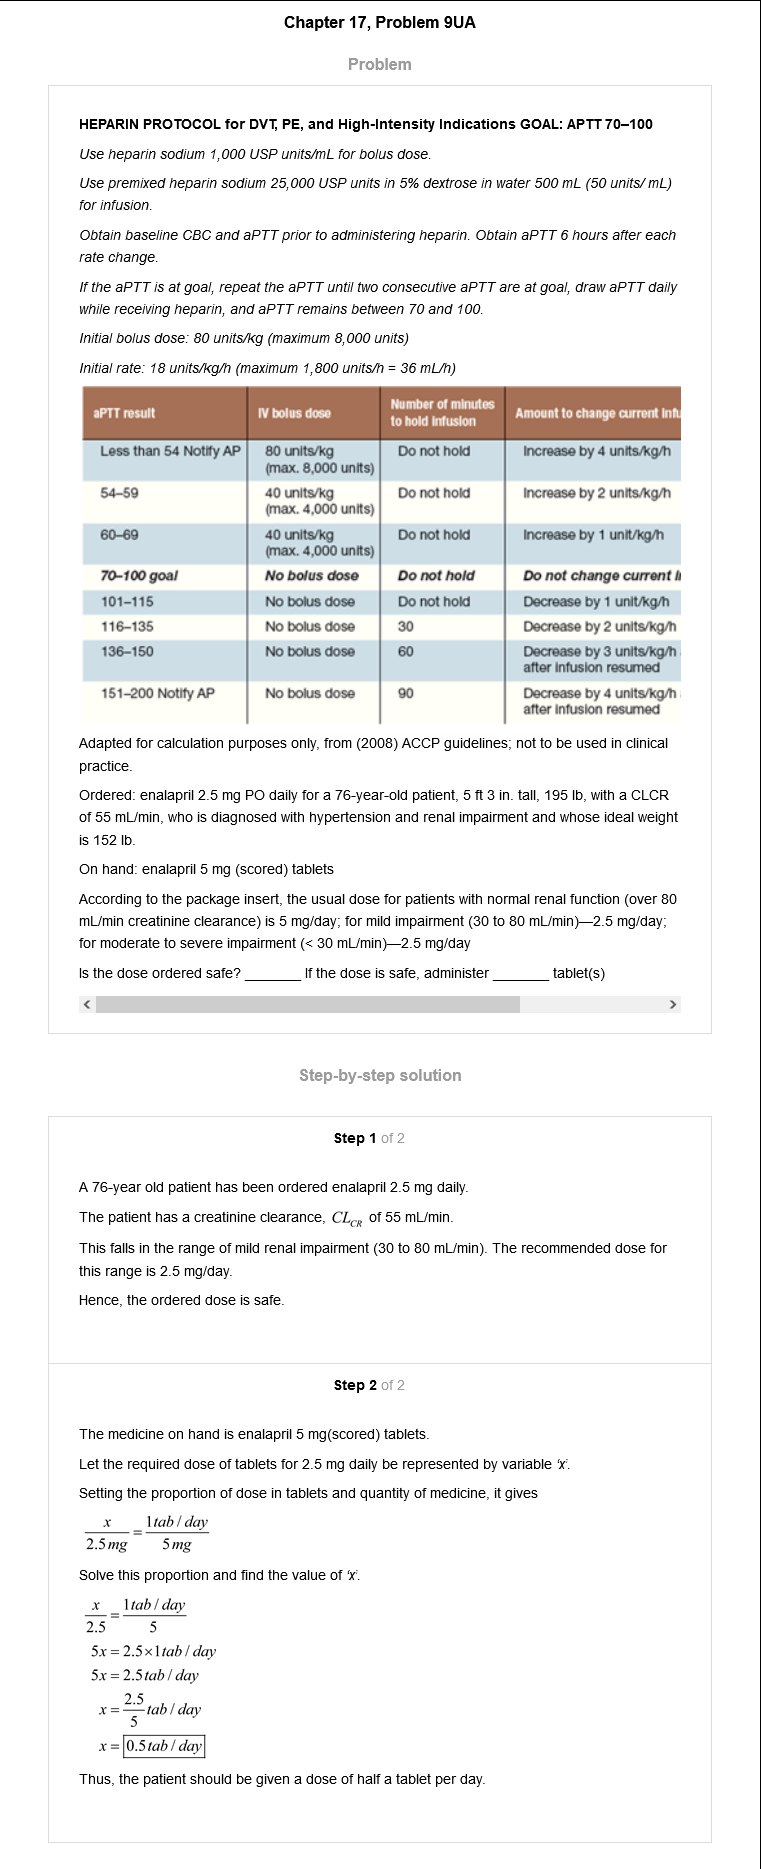 Chapter 17, Problem 9UA
Problem
HEPARIN PROTOCOL for DVT, PE, and High-Intensity Indications GOAL: APTT 70–100
Use heparin sodium 1,000 USP units/mL for bolus dose.
Use premixed heparin sodium 25,000 USP units in 5% dextrose in water 500 mL (50 units/ mL)
for infusion.
Obtain baseline CBC and aPTT prior to administering heparin. Obtain aPTT 6 hours after each
rate change.
If the aPTT is at goal, repeat the aPTT until two consecutive aPTT are at goal, draw aPTT daily
while receiving heparin, and aPTT remains between 70 and 100.
Initial bolus dose: 80 units/kg (maximum 8,000 units)
Initial rate: 18 units/kg/h (maximum 1,800 units/h = 36 mL/h)
aPTT result IV bolus dose Number of minutes to hold infusion Amount to change current infu
Less than 54 Notify AP 80 units/kg (max. 8,000 units) Do not hold Increase by 4 units/kg/h
54–59 40 units/kg (max. 4,000 units) Do not hold Increase by 2 units/kg/h
60–69 40 units/kg (max. 4,000 units) Do not hold Increase by 1 unit/kg/h
70–100 goal No bolus dose Do not hold Do not change current i
101–115 No bolus dose Do not hold Decrease by 1 unit/kg/h
116–135 No bolus dose 30 Decrease by 2 units/kg/h
136–150 No bolus dose 60 Decrease by 3 units/kg/h after infusion resumed
151–200 Notify AP No bolus dose 90 Decrease by 4 units/kg/h after infusion resumed
Adapted for calculation purposes only, from (2008) ACCP guidelines; not to be used in clinical
practice.
Ordered: enalapril 2.5 mg PO daily for a 76-year-old patient, 5 ft 3 in. tall, 195 lb, with a CLCR
of 55 mL/min, who is diagnosed with hypertension and renal impairment and whose ideal weight
is 152 lb.
On hand: enalapril 5 mg (scored) tablets
According to the package insert, the usual dose for patients with normal renal function (over 80
mL/min creatinine clearance) is 5 mg/day; for mild impairment (30 to 80 mL/min)—2.5 mg/day;
for moderate to severe impairment (< 30 mL/min)—2.5 mg/day
Is the dose ordered safe? _______ If the dose is safe, administer _______ tablet(s)
Step-by-step solution
Step 1 of 2
A 76-year old patient has been ordered enalapril 2.5 mg daily.
The patient has a creatinine clearance, CL_CR of 55 mL/min.
This falls in the range of mild renal impairment (30 to 80 mL/min). The recommended dose for
this range is 2.5 mg/day.
Hence, the ordered dose is safe.
Step 2 of 2
The medicine on hand is enalapril 5 mg(scored) tablets.
Let the required dose of tablets for 2.5 mg daily be represented by variable ‘x’.
Setting the proportion of dose in tablets and quantity of medicine, it gives
x / 2.5 mg = 1 tab / day / 5 mg
Solve this proportion and find the value of ‘x’.
x / 2.5 = 1 tab / day / 5
5x = 2.5×1 tab / day
5x = 2.5 tab / day
x = 2.5 / 5 tab / day
x = 0.5 tab / day
Thus, the patient should be given a dose of half a tablet per day.